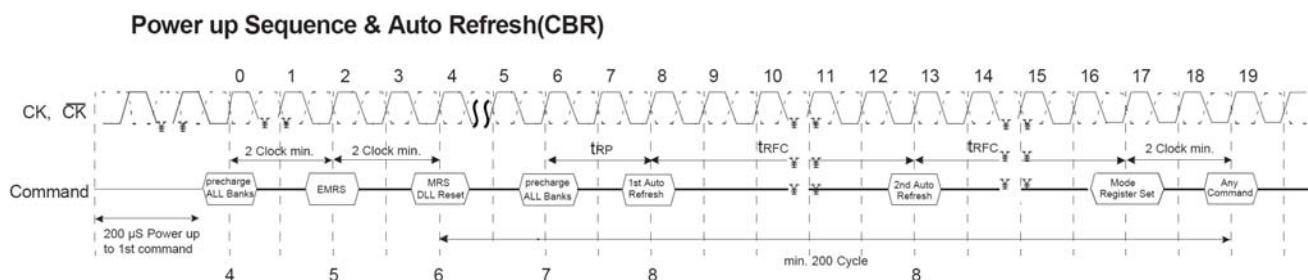 Power up Sequence & Auto Refresh(CBR)
0 1 2 3 4 5 6 7 8 9 10 11 12 13 14 15 16 17 18 19
CK, CK
2 Clock min. 2 Clock min. tRP tRFC tRFC 2 Clock min.
Command
precharge
ALL Banks
EMRS
MRS
DLL Reset
precharge
ALL Banks
1st Auto
Refresh
2nd Auto
Refresh
Mode
Register Set
Any
Command
200 µS Power up
to 1st command
min. 200 Cycle
4 5 6 7 8 8